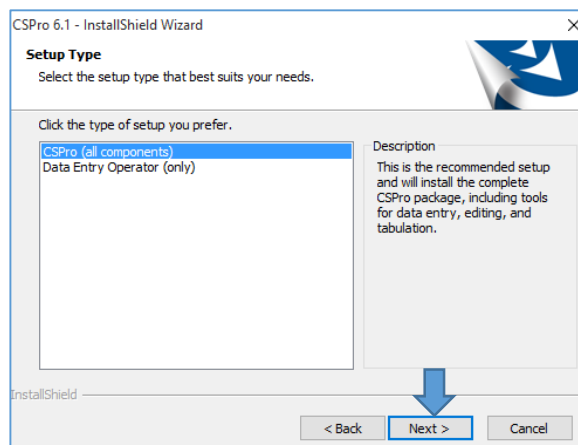 CSPro 6.1 - InstallShield Wizard
Setup Type
Select the setup type that best suits your needs.
Click the type of setup you prefer.
CSPro (all components)
Data Entry Operator (only)
Description
This is the recommended setup
and will install the complete
CSPro package, including tools
for data entry, editing, and
tabulation.
InstallShield
< Back
Next >
Cancel